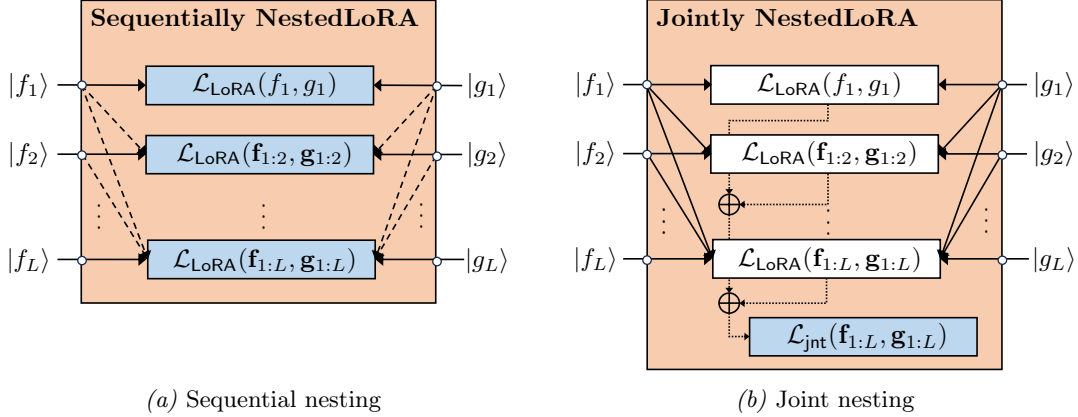 Sequentially NestedLoRA
|f₁⟩ ℒ_LoRA(f₁, g₁) |g₁⟩
|f₂⟩ ℒ_LoRA(f₁:₂, g₁:₂) |g₂⟩
⋮ ⋮ ⋮
|f_L⟩ ℒ_LoRA(f₁:L, g₁:L) |g_L⟩
(a) Sequential nesting
Jointly NestedLoRA
|f₁⟩ ℒ_LoRA(f₁, g₁) |g₁⟩
|f₂⟩ ℒ_LoRA(f₁:₂, g₁:₂) |g₂⟩
⋮ ⋮ ⋮
|f_L⟩ ℒ_LoRA(f₁:L, g₁:L) |g_L⟩
ℒ_jnt(f₁:L, g₁:L)
(b) Joint nesting